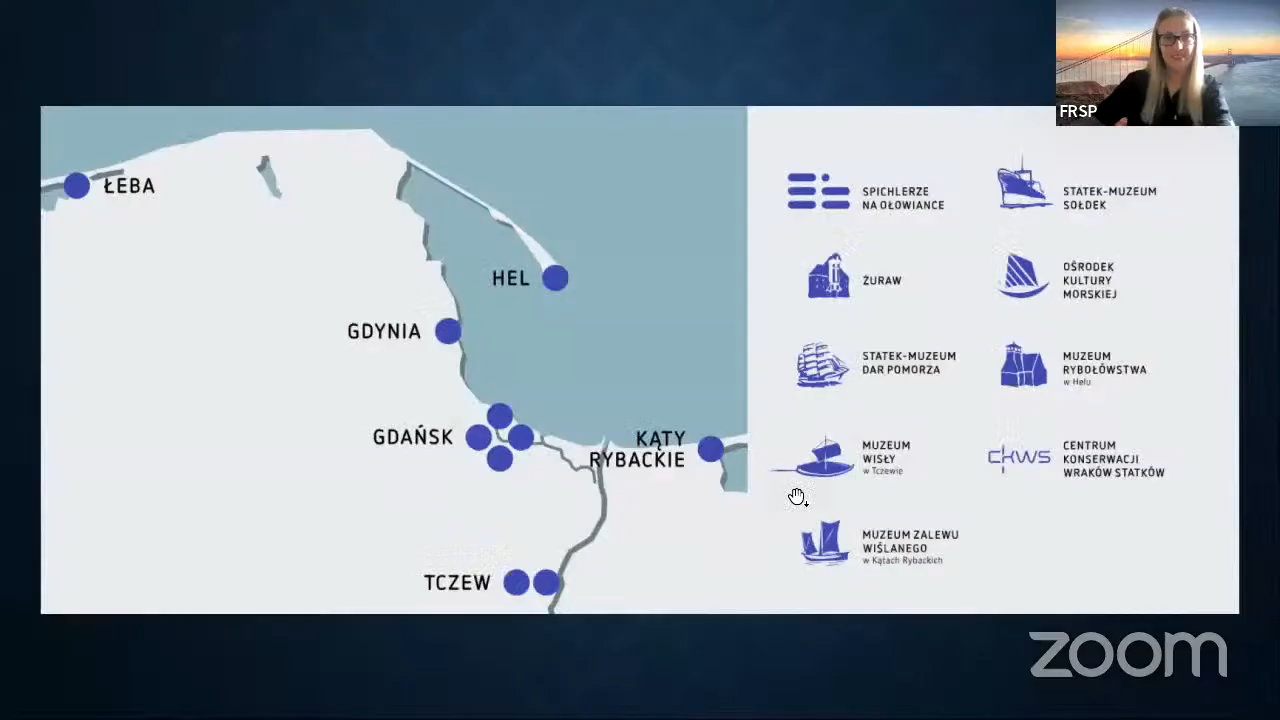 FRSP
ŁEBA
HEL
GDYNIA
GDAŃSK
KĄTY
RYBACKIE
TCZEW
SPICHLERZE
NA OŁOWIANCE
STATEK-MUZEUM
SOŁDEK
ŻURAW
OŚRODEK
KULTURY
MORSKIEJ
STATEK-MUZEUM
DAR POMORZA
MUZEUM
RYBOŁÓWSTWA
w Helu
MUZEUM
WISŁY
w Tczewie
CKWS
CENTRUM
KONSERWACJI
WRAKÓW STATKÓW
MUZEUM ZALEWU
WIŚLANEGO
w Kątach Rybackich
zoom